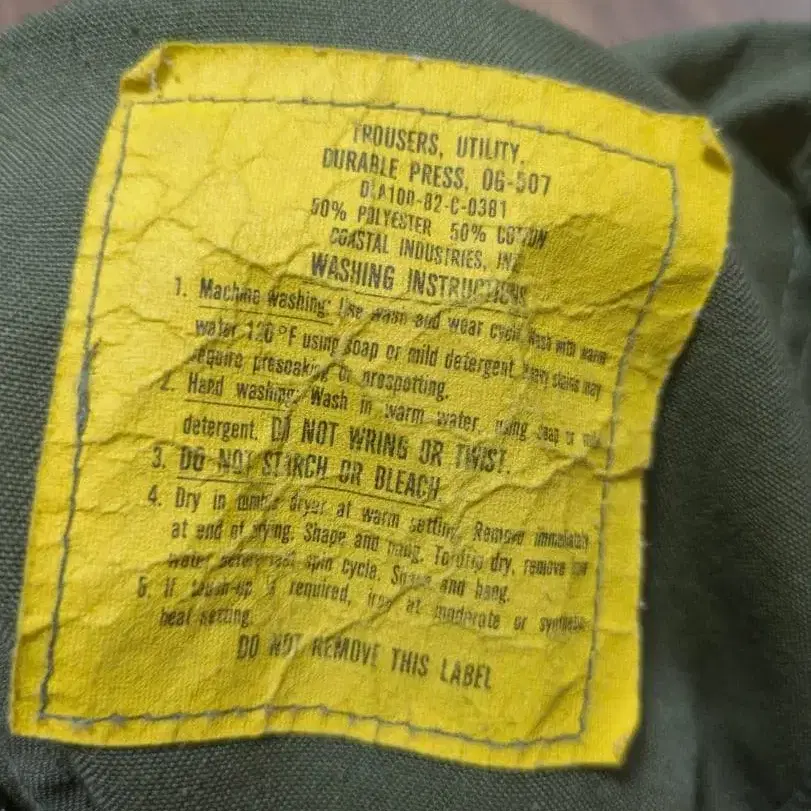 TROUSERS, UTILITY,
DURABLE PRESS, OG-507
DLA100-82-C-0381
50% POLYESTER 50% COTTON
COASTAL INDUSTRIES, INC
WASHING INSTRUCTIONS
1. Machine washing: Use wash and wear cycle. Wash with warm
water 120°F using soap or mild detergent. Heavy stains may
require presoaking or prespotting.
2. Hand washing: Wash in warm water, using soap or mild
detergent. DO NOT WRING OR TWIST.
3. DO NOT STARCH OR BLEACH.
4. Dry in tumble dryer at warm setting. Remove immediately
at end of drying. Shape and hang. To drip dry, remove
water before last spin cycle. Shape and hang.
5. If touch-up is required, iron at moderate or synthetic
heat setting.
DO NOT REMOVE THIS LABEL